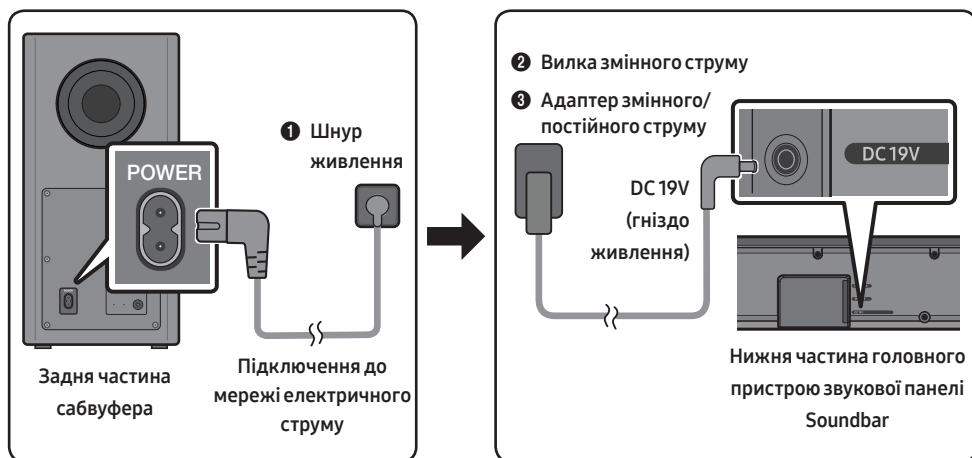 POWER
❶ Шнур
живлення
Задня частина
сабвуфера
Підключення до
мережі електричного
струму
❷ Вилка змінного струму
❸ Адаптер змінного/
постійного струму
DC 19V
(гніздо
живлення)
DC 19V
Нижня частина головного
пристрою звукової панелі
Soundbar